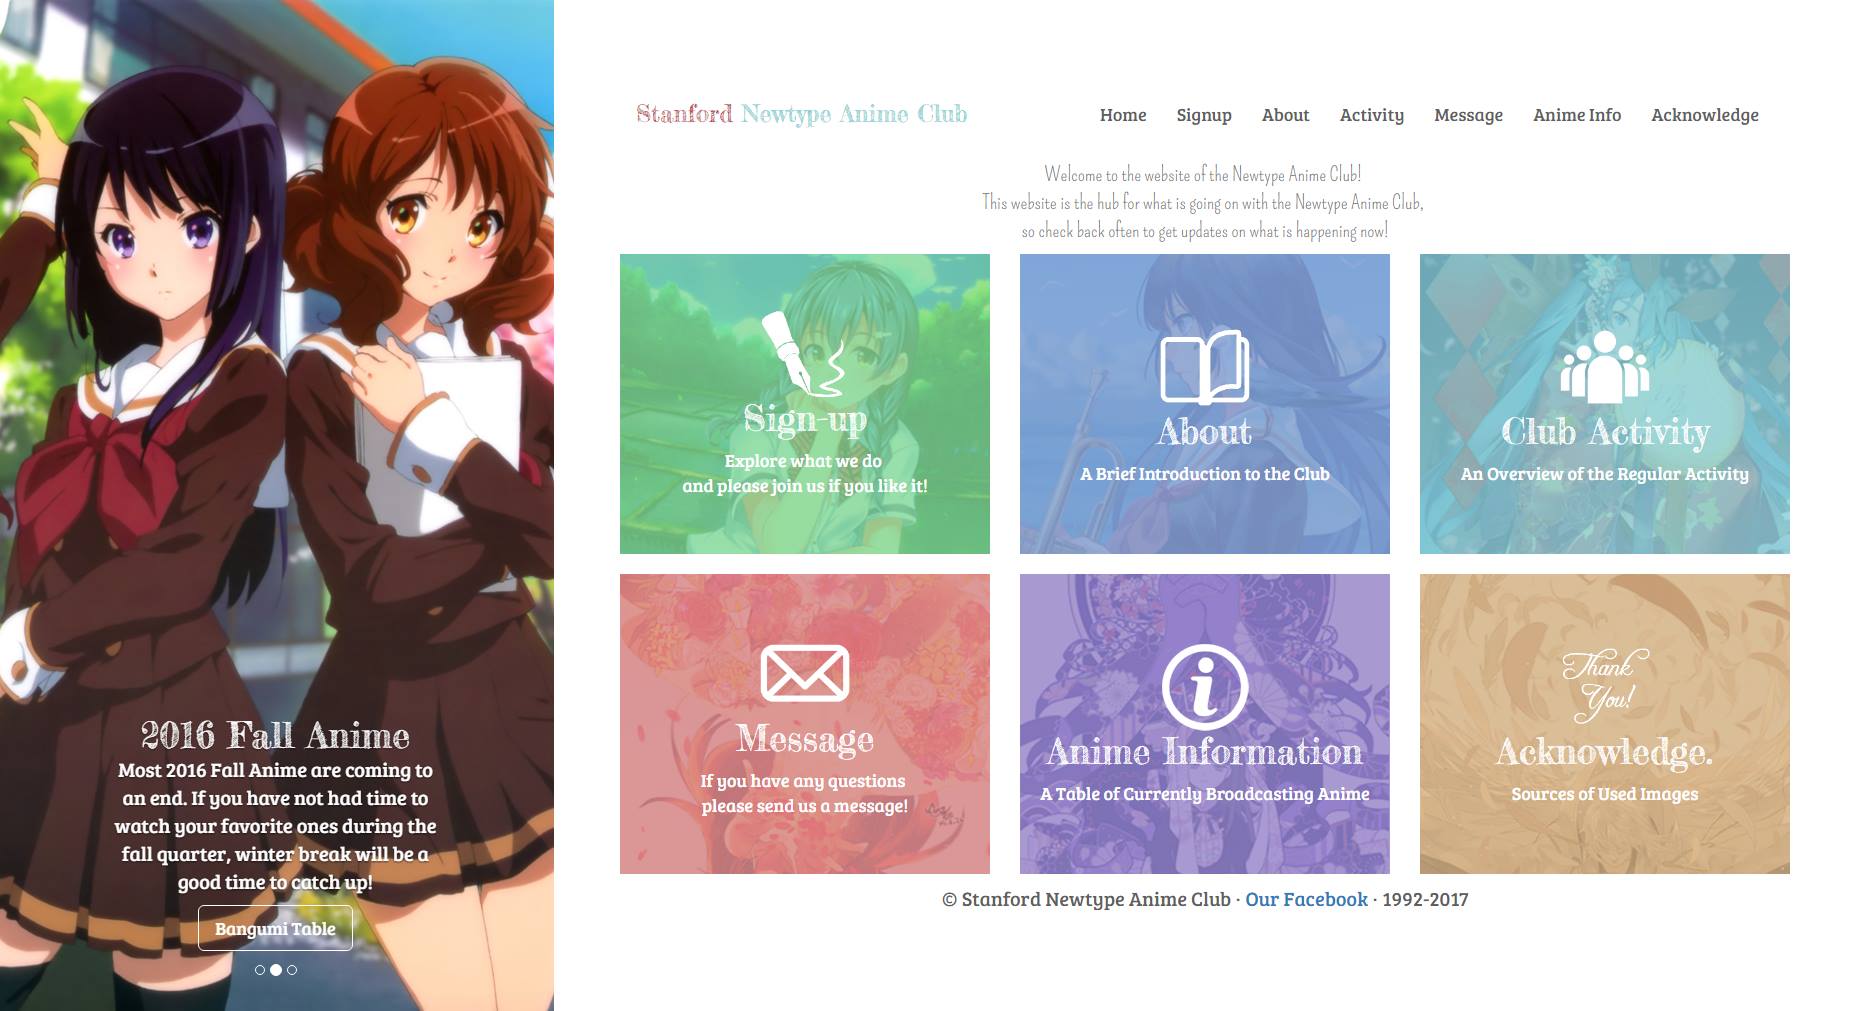 2016 Fall Anime
Most 2016 Fall Anime are coming to
an end. If you have not had time to
watch your favorite ones during the
fall quarter, winter break will be a
good time to catch up!
Bangumi Table
Stanford Newtype Anime Club
Home Signup About Activity Message Anime Info Acknowledge
Welcome to the website of the Newtype Anime Club!
This website is the hub for what is going on with the Newtype Anime Club,
so check back often to get updates on what is happening now!
Sign-up
Explore what we do
and please join us if you like it!
About
A Brief Introduction to the Club
Club Activity
An Overview of the Regular Activity
Message
If you have any questions
please send us a message!
Anime Information
A Table of Currently Broadcasting Anime
Thank
You!
Acknowledge.
Sources of Used Images
© Stanford Newtype Anime Club · Our Facebook · 1992-2017